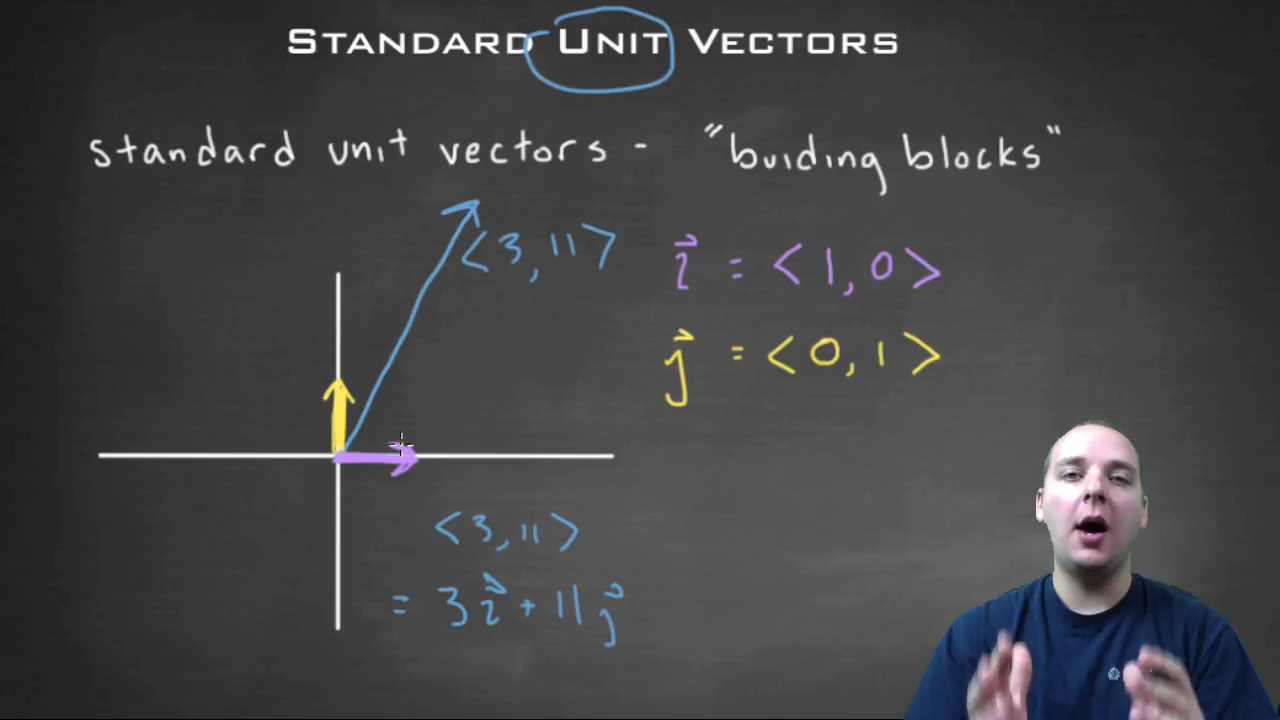 STANDARD UNIT VECTORS
standard unit vectors - "buiding blocks"
<3, 11>
i⃗ = <1, 0>
j⃗ = <0, 1>
<3, 11>
= 3i⃗ + 11j⃗